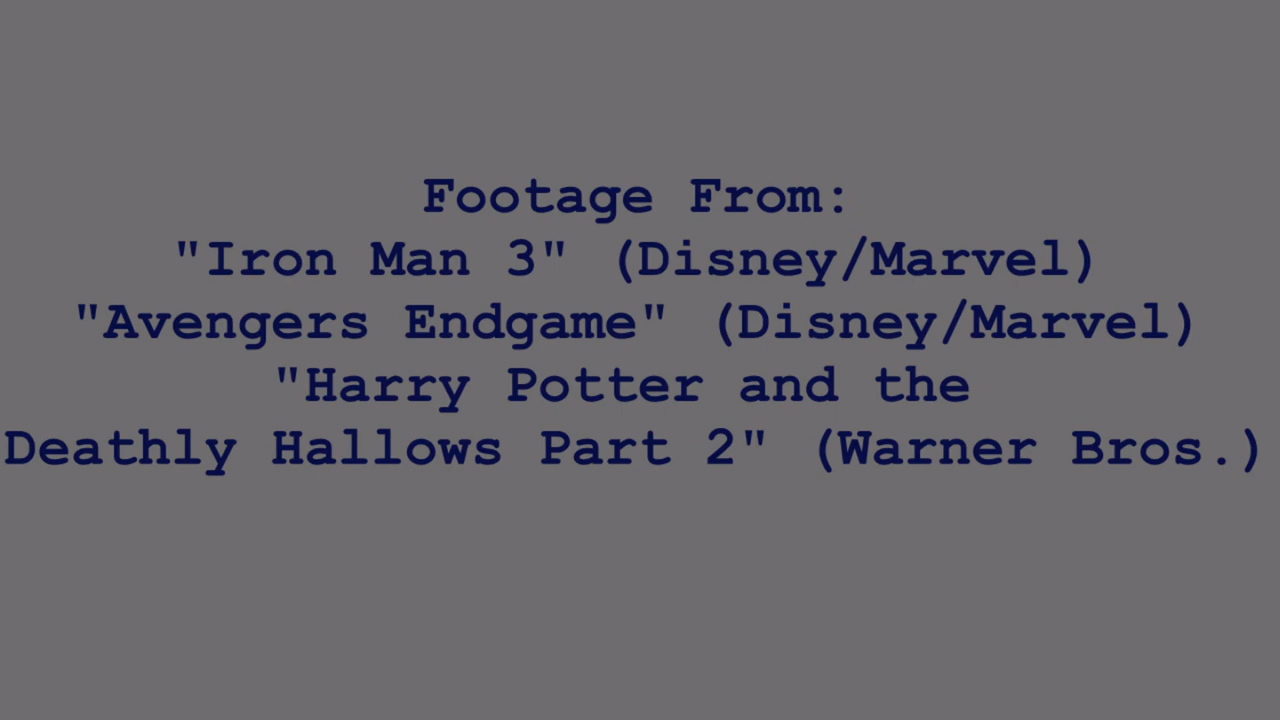 Footage From:
"Iron Man 3" (Disney/Marvel)
"Avengers Endgame" (Disney/Marvel)
"Harry Potter and the
Deathly Hallows Part 2" (Warner Bros.)